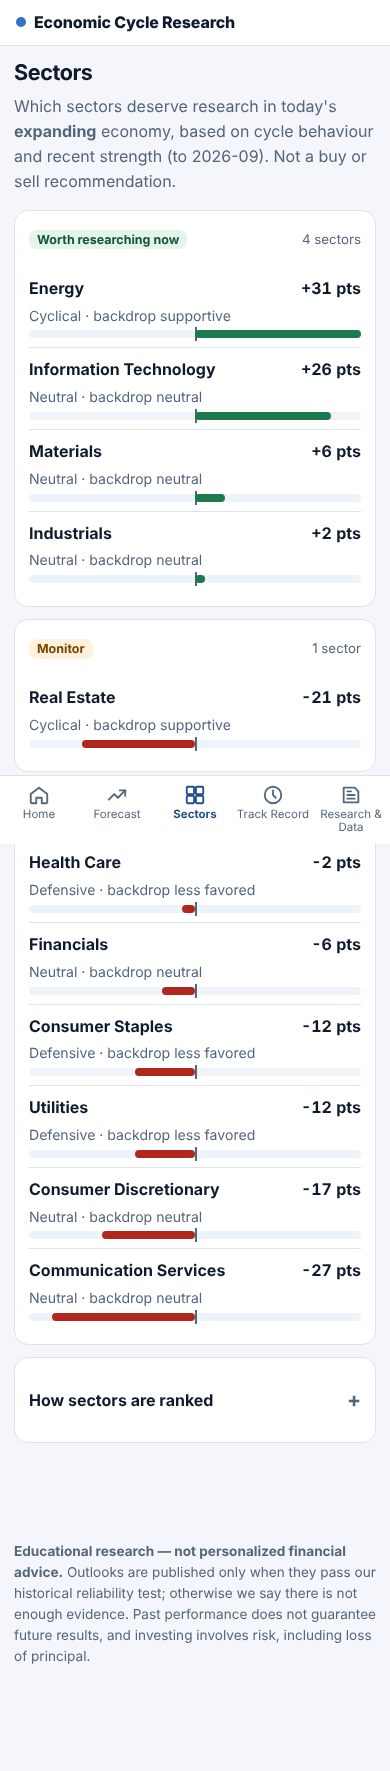 Economic Cycle Research
Sectors
Which sectors deserve research in today's
expanding economy, based on cycle behaviour
and recent strength (to 2026-09). Not a buy or
sell recommendation.
Worth researching now 4 sectors
Energy +31 pts
Cyclical · backdrop supportive
Information Technology +26 pts
Neutral · backdrop neutral
Materials +6 pts
Neutral · backdrop neutral
Industrials +2 pts
Neutral · backdrop neutral
Monitor 1 sector
Real Estate -21 pts
Cyclical · backdrop supportive
Home Forecast Sectors Track Record Research &
Data
Health Care -2 pts
Defensive · backdrop less favored
Financials -6 pts
Neutral · backdrop neutral
Consumer Staples -12 pts
Defensive · backdrop less favored
Utilities -12 pts
Defensive · backdrop less favored
Consumer Discretionary -17 pts
Neutral · backdrop neutral
Communication Services -27 pts
Neutral · backdrop neutral
How sectors are ranked +
Educational research — not personalized financial
advice. Outlooks are published only when they pass our
historical reliability test; otherwise we say there is not
enough evidence. Past performance does not guarantee
future results, and investing involves risk, including loss
of principal.